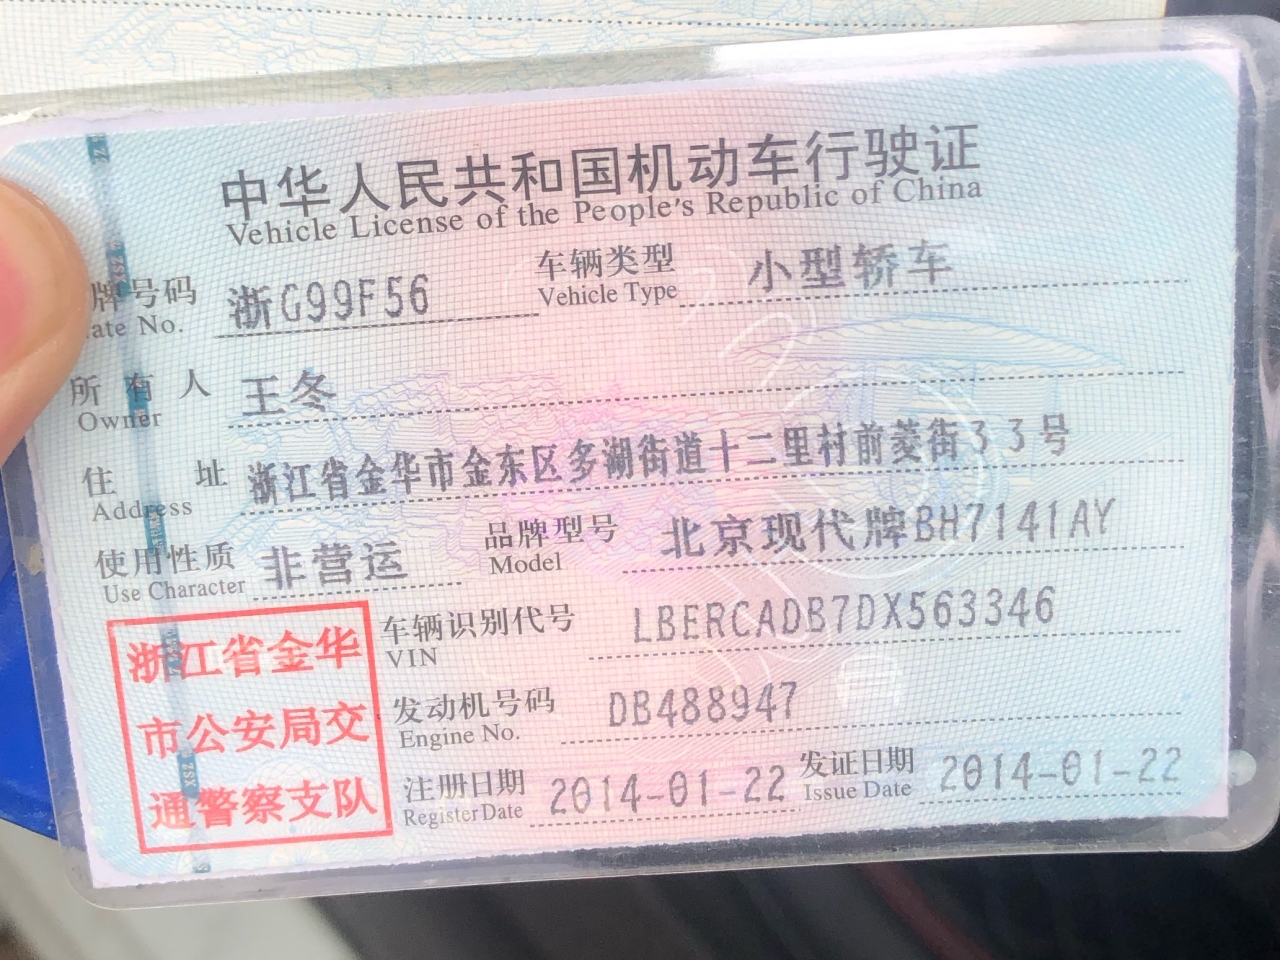 中华人民共和国机动车行驶证
Vehicle License of the People's Republic of China
牌号码 浙G99F56 车辆类型 小型轿车
ate No. Vehicle Type
所有人 王冬
Owner
住址 浙江省金华市金东区多湖街道十二里村前菱街33号
Address
使用性质 非营运 品牌型号 北京现代牌BH7141AY
Use Character Model
浙江省金华
市公安局交
通警察支队
车辆识别代号 LBERCADB7DX563346
VIN
发动机号码 DB488947
Engine No.
注册日期 2014-01-22 发证日期 2014-01-22
Register Date Issue Date